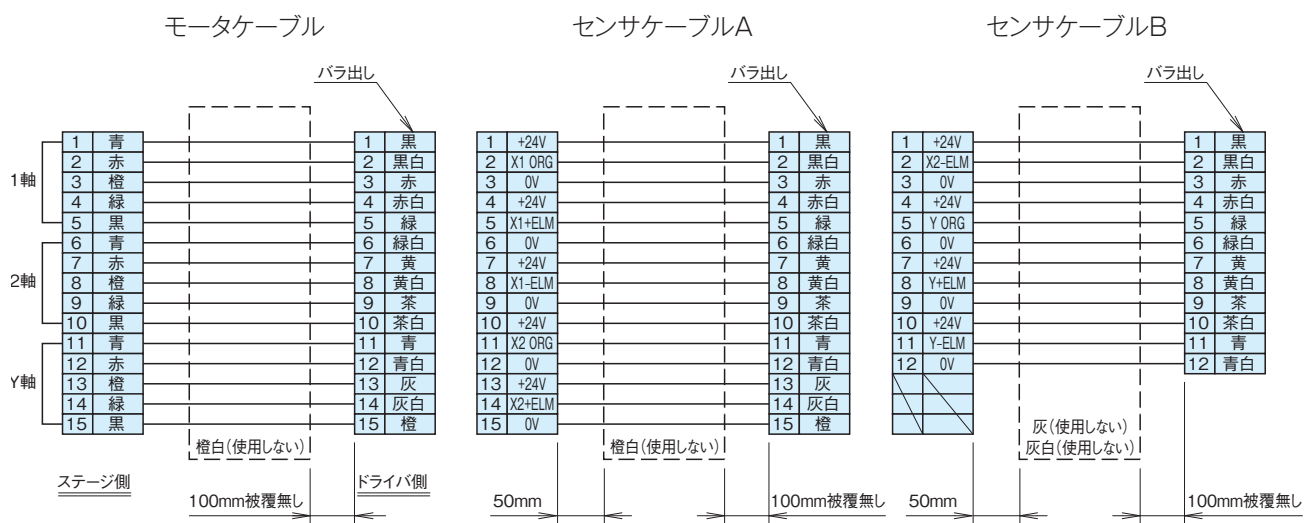 モータケーブル
センサケーブルA
センサケーブルB
バラ出し
バラ出し
バラ出し
1軸
2軸
Y軸
1 青
2 赤
3 橙
4 緑
5 黒
6 青
7 赤
8 橙
9 緑
10 黒
11 青
12 赤
13 橙
14 緑
15 黒
1 黒
2 黒白
3 赤
4 赤白
5 緑
6 緑白
7 黄
8 黄白
9 茶
10 茶白
11 青
12 青白
13 灰
14 灰白
15 橙
橙白(使用しない)
ステージ側
ドライバ側
100mm被覆無し
1 +24V
2 X1 ORG
3 0V
4 +24V
5 X1+ELM
6 0V
7 +24V
8 X1-ELM
9 0V
10 +24V
11 X2 ORG
12 0V
13 +24V
14 X2+ELM
15 0V
1 黒
2 黒白
3 赤
4 赤白
5 緑
6 緑白
7 黄
8 黄白
9 茶
10 茶白
11 青
12 青白
13 灰
14 灰白
15 橙
橙白(使用しない)
50mm
100mm被覆無し
1 +24V
2 X2-ELM
3 0V
4 +24V
5 Y ORG
6 0V
7 +24V
8 Y+ELM
9 0V
10 +24V
11 Y-ELM
12 0V
1 黒
2 黒白
3 赤
4 赤白
5 緑
6 緑白
7 黄
8 黄白
9 茶
10 茶白
11 青
12 青白
灰(使用しない)
灰白(使用しない)
50mm
100mm被覆無し